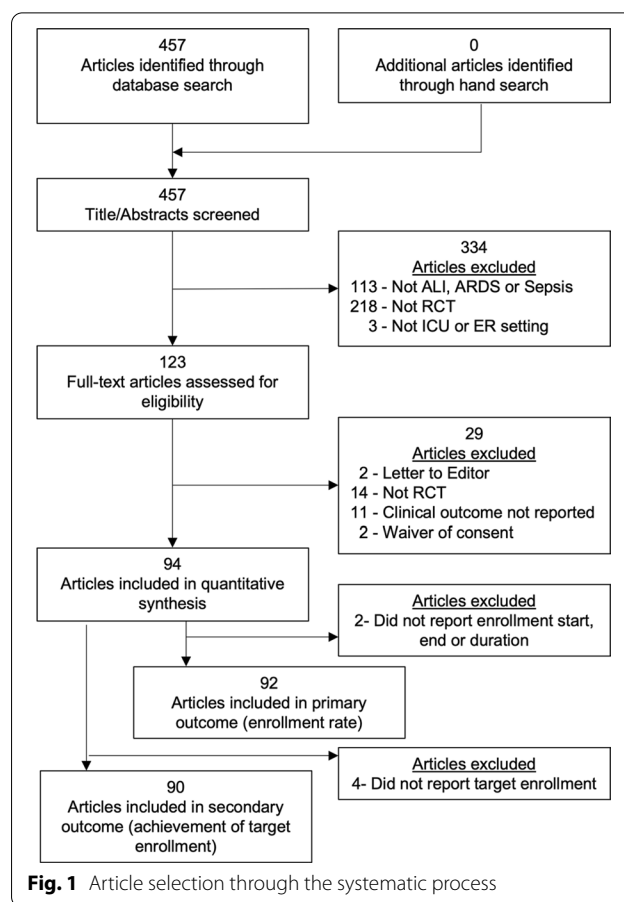 457
Articles identified through
database search
0
Additional articles identified
through hand search
457
Title/Abstracts screened
334
Articles excluded
113 - Not ALI, ARDS or Sepsis
218 - Not RCT
3 - Not ICU or ER setting
123
Full-text articles assessed for
eligibility
29
Articles excluded
2 - Letter to Editor
14 - Not RCT
11 - Clinical outcome not reported
2 - Waiver of consent
94
Articles included in quantitative
synthesis
Articles excluded
2- Did not report enrollment start,
end or duration
92
Articles included in primary
outcome (enrollment rate)
Articles excluded
4- Did not report target enrollment
90
Articles included in secondary
outcome (achievement of target
enrollment)
Fig. 1 Article selection through the systematic process